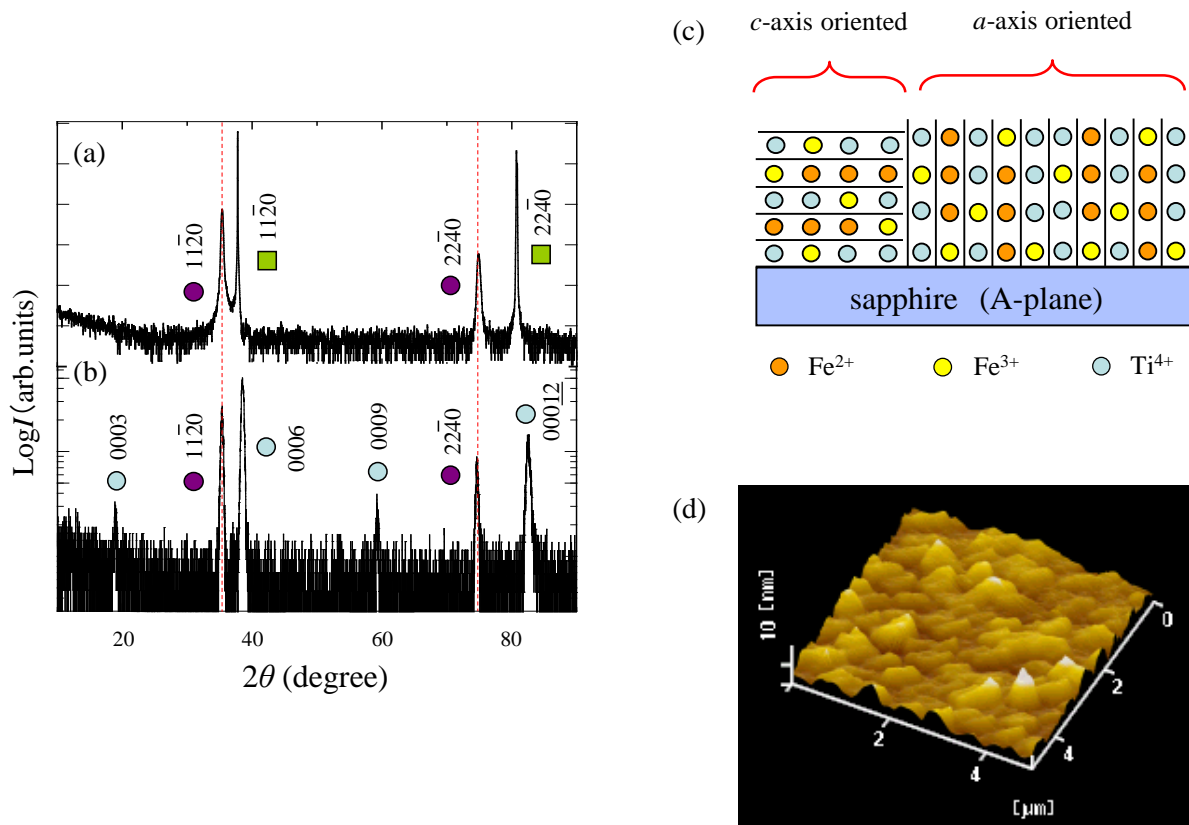 (a)
11̅20
11̅20
22̅40
22̅40
(b)
0003
11̅20
0006
0009
22̅40
00012
LogI (arb.units)
20 40 60 80
2θ (degree)
(c)
c-axis oriented a-axis oriented
sapphire (A-plane)
Fe2+ Fe3+ Ti4+
(d)
10 [nm]
0
2
4
2
4
[μm]